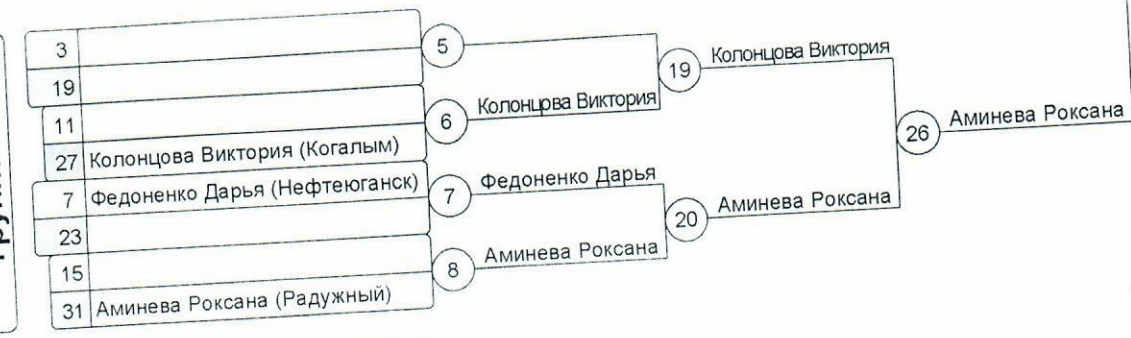 3
19
11
27 Колонцова Виктория (Когалым)
7 Федоненко Дарья (Нефтеюганск)
23
15
31 Аминева Роксана (Радужный)
5
6 Колонцова Виктория
7 Федоненко Дарья
8 Аминева Роксана
19 Колонцова Виктория
20 Аминева Роксана
26 Аминева Роксана